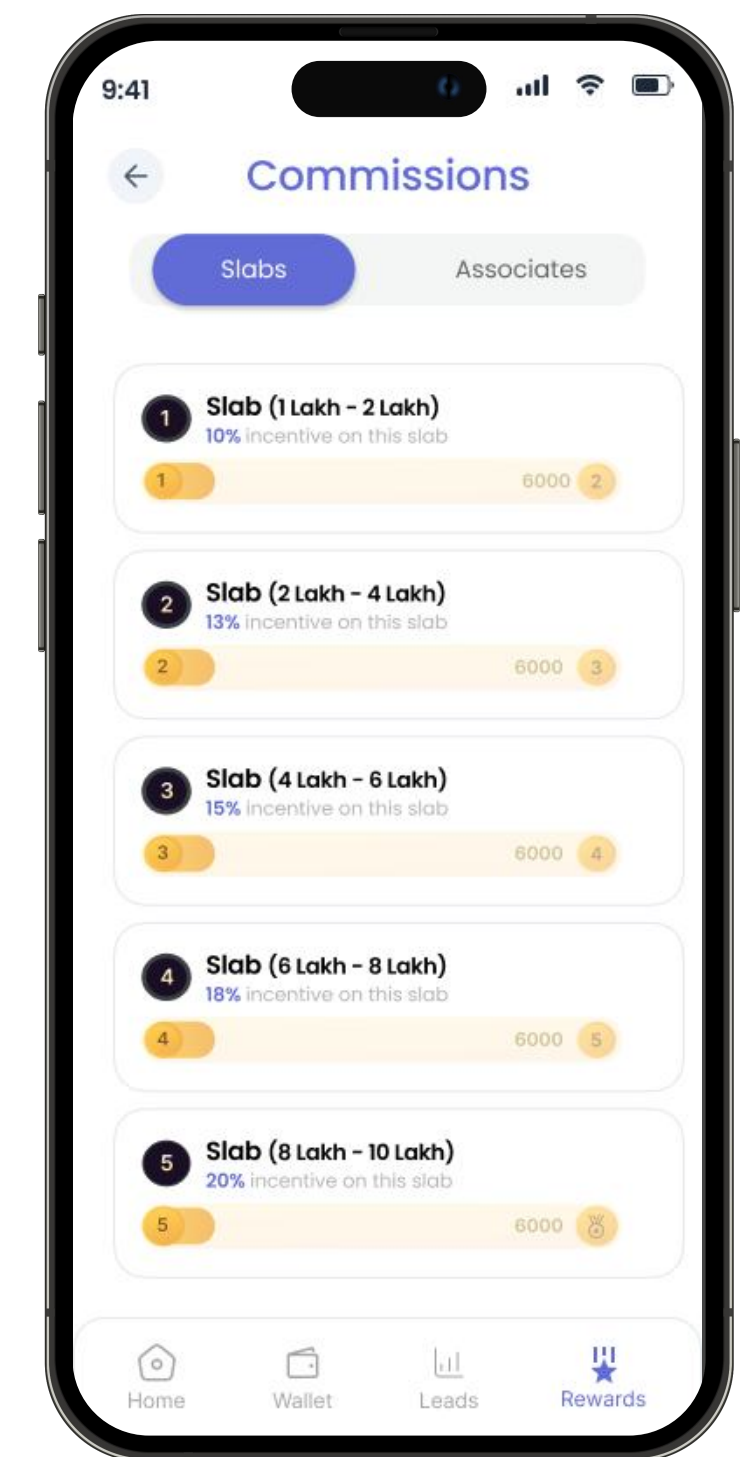 9:41
Commissions
Slabs Associates
1 Slab (1 Lakh - 2 Lakh)
10% incentive on this slab
1 6000 2
2 Slab (2 Lakh - 4 Lakh)
13% incentive on this slab
2 6000 3
3 Slab (4 Lakh - 6 Lakh)
15% incentive on this slab
3 6000 4
4 Slab (6 Lakh - 8 Lakh)
18% incentive on this slab
4 6000 5
5 Slab (8 Lakh - 10 Lakh)
20% incentive on this slab
5 6000
Home Wallet Leads Rewards